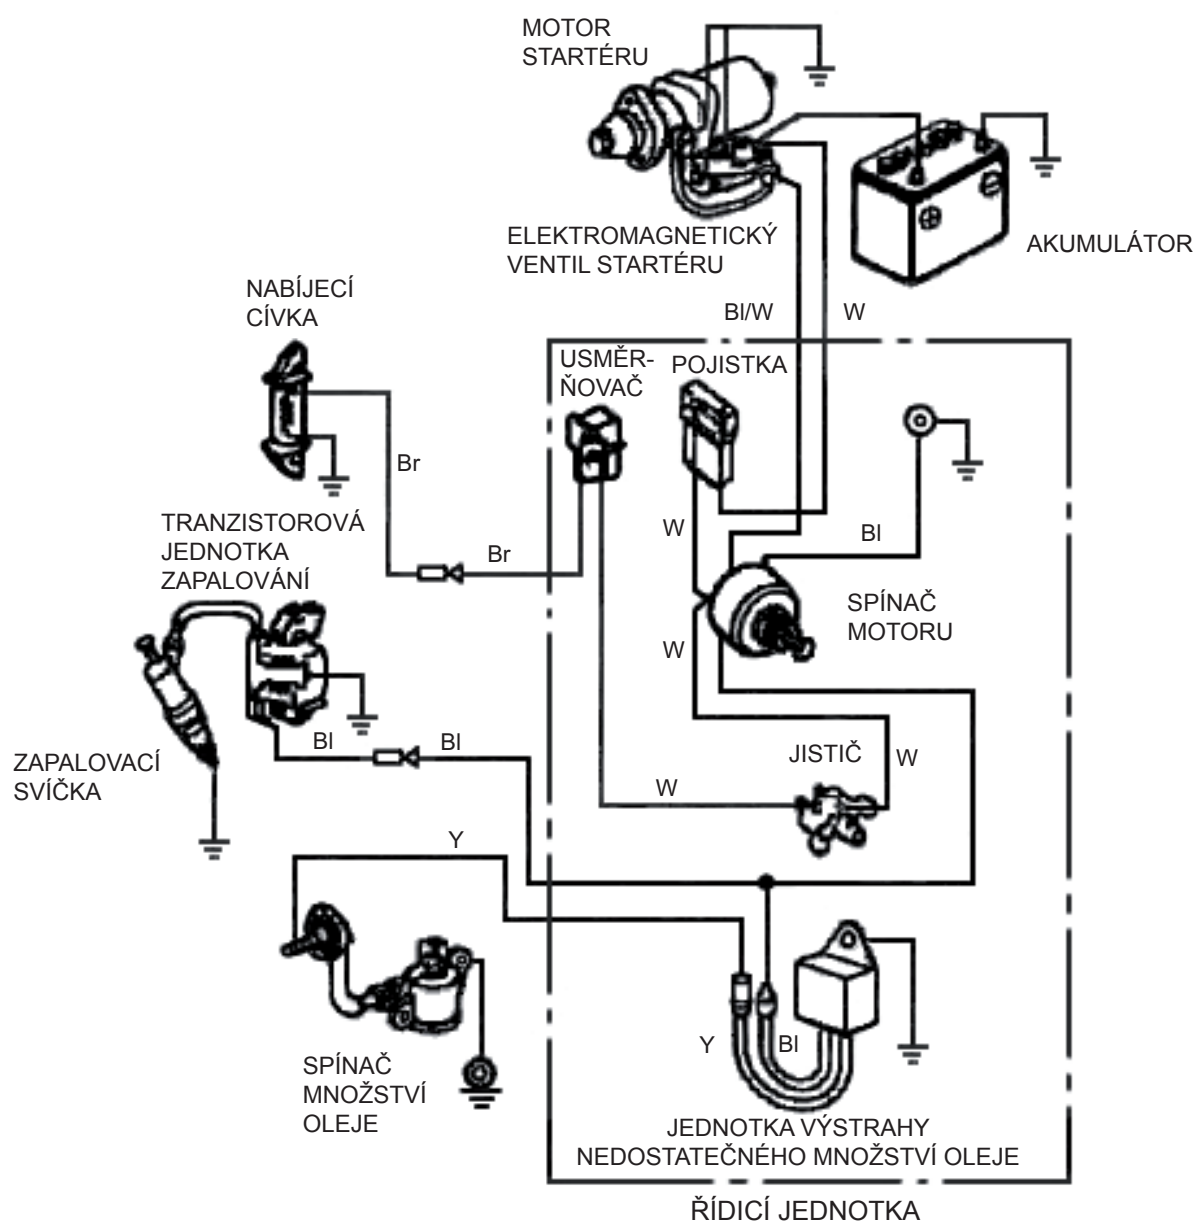 MOTOR
STARTÉRU
ELEKTROMAGNETICKÝ
VENTIL STARTÉRU
AKUMULÁTOR
NABÍJECÍ
CÍVKA
Bl/W
W
USMĚR-
ŇOVAČ
POJISTKA
Br
TRANZISTOROVÁ
JEDNOTKA
ZAPALOVÁNÍ
Br
W
Bl
SPÍNAČ
MOTORU
W
ZAPALOVACÍ
SVÍČKA
Bl
Bl
JISTIČ
W
W
Y
Y
Bl
SPÍNAČ
MNOŽSTVÍ
OLEJE
JEDNOTKA VÝSTRAHY
NEDOSTATEČNÉHO MNOŽSTVÍ OLEJE
ŘÍDICÍ JEDNOTKA